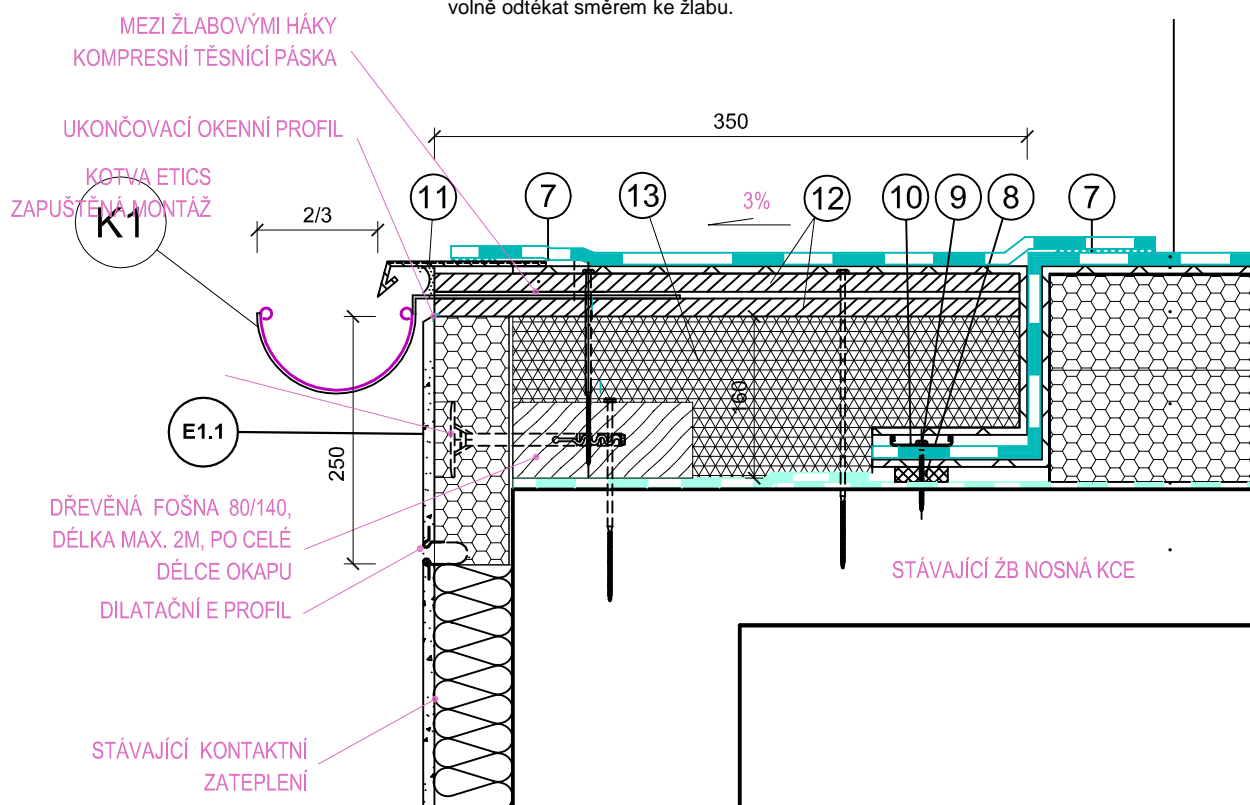 volně odtékat směrem ke žlabu.
MEZI ŽLABOVÝMI HÁKY
KOMPRESNÍ TĚSNÍCÍ PÁSKA
UKONČOVACÍ OKENNÍ PROFIL
350
KOTVA ETICS
ZAPUŠTĚNÁ MONTÁŽ
K1
2/3
11
7
13
3%
12
10
9
8
7
160
E1.1
250
DŘEVĚNÁ FOŠNA 80/140,
DÉLKA MAX. 2M, PO CELÉ
DÉLCE OKAPU
DILATAČNÍ E PROFIL
STÁVAJÍCÍ ŽB NOSNÁ KCE
STÁVAJÍCÍ KONTAKTNÍ
ZATEPLENÍ